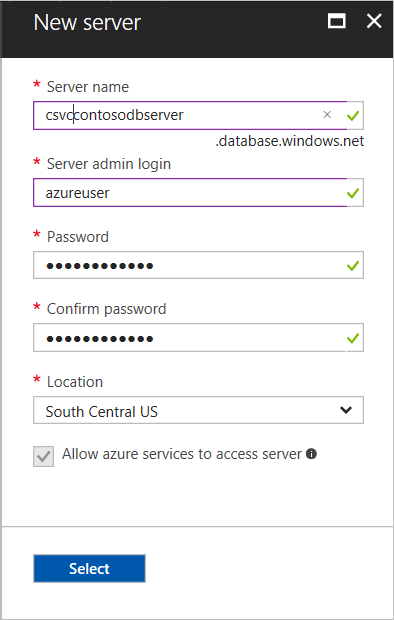 New server
* Server name
csvccontosodbserver
.database.windows.net
* Server admin login
azureuser
* Password
●●●●●●●●●●●●
* Confirm password
●●●●●●●●●●●●
* Location
South Central US
Allow azure services to access server
Select